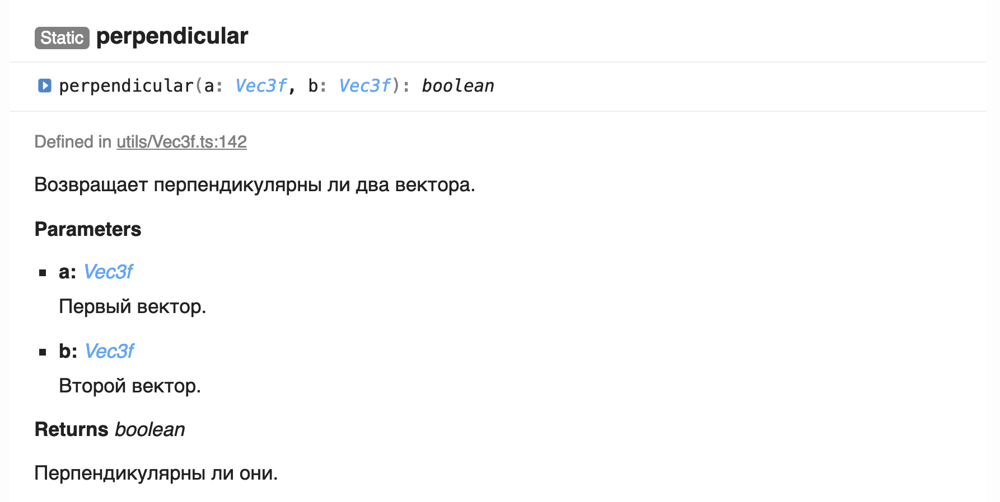 Static perpendicular
perpendicular(a: Vec3f, b: Vec3f): boolean
Defined in utils/Vec3f.ts:142
Возвращает перпендикулярны ли два вектора.
Parameters
a: Vec3f
Первый вектор.
b: Vec3f
Второй вектор.
Returns boolean
Перпендикулярны ли они.